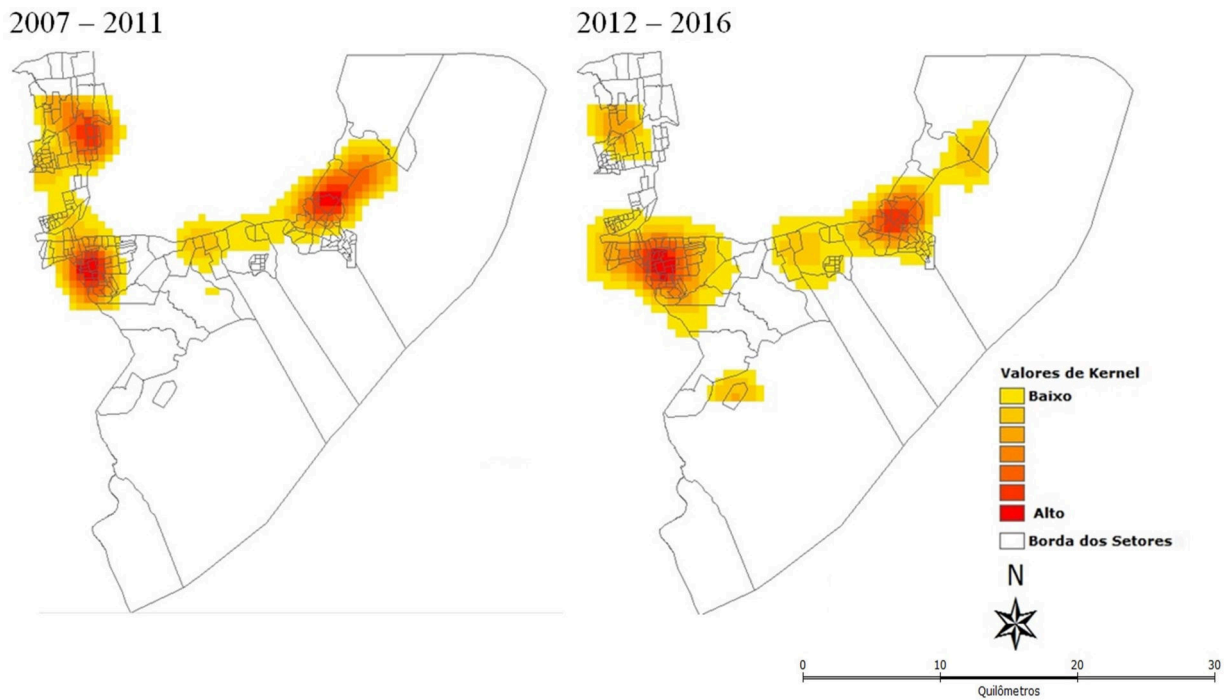 2007 – 2011
2012 – 2016
Valores de Kernel
Baixo
Alto
Borda dos Setores
N
0 10 20 30
Quilômetros